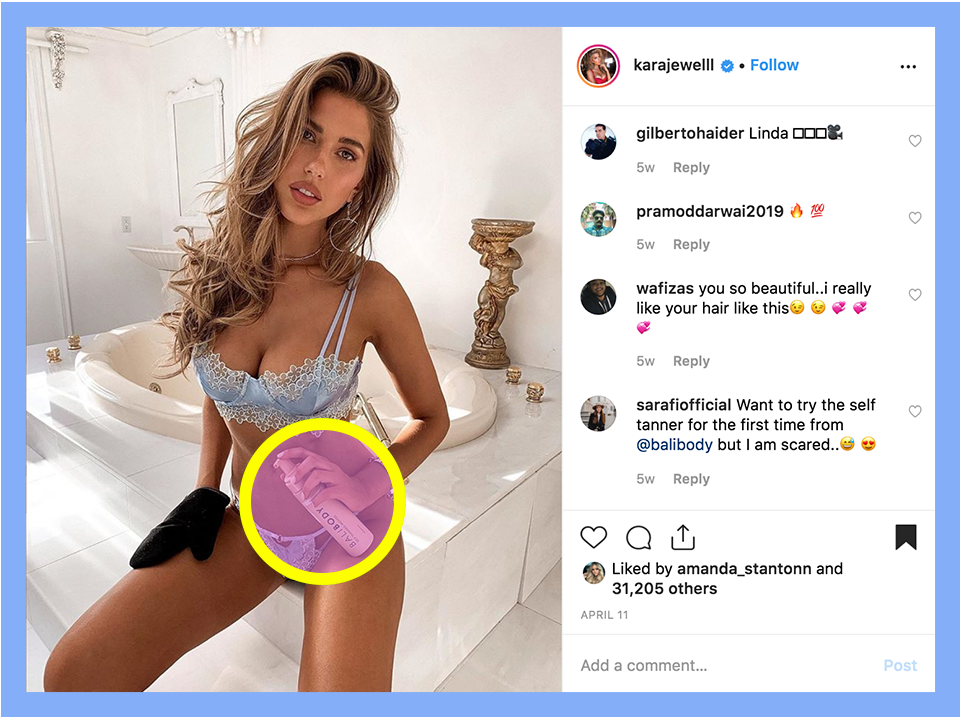 karajewelll • Follow
gilbertohaider Linda □□□🎥
5w Reply
pramoddarwai2019 🔥 💯
5w Reply
wafizas you so beautiful..i really
like your hair like this😉 😉 💞 💞
💞
5w Reply
sarafiofficial Want to try the self
tanner for the first time from
@balibody but I am scared..😅 😍
5w Reply
BALIBODY
Liked by amanda_stantonn and
31,205 others
APRIL 11
Add a comment... Post